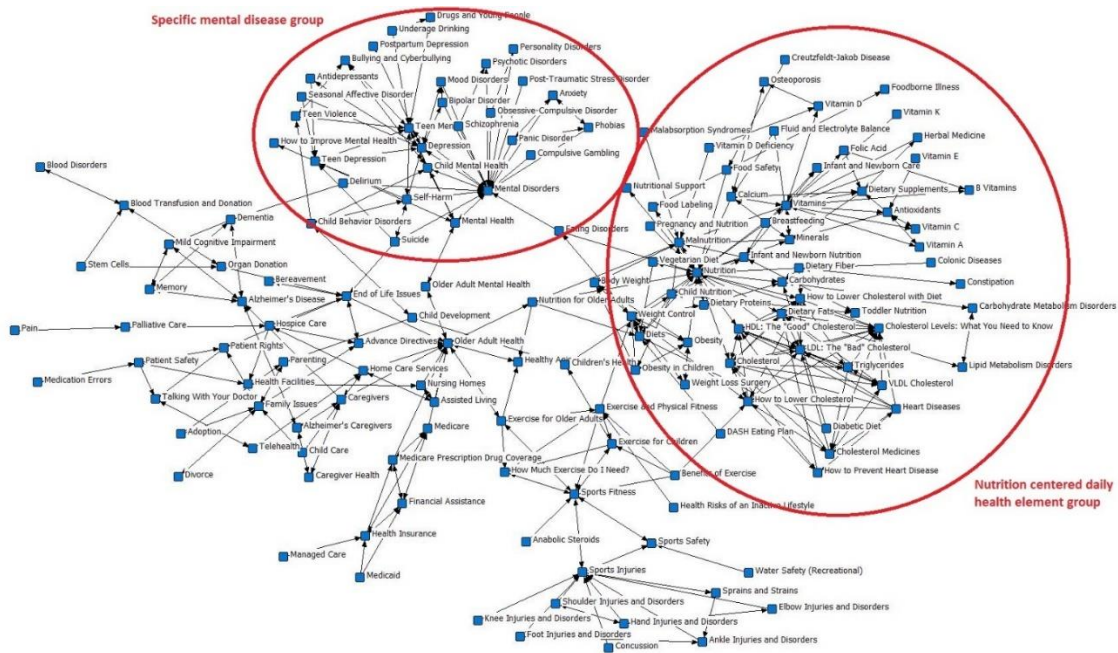 Drugs and Young People
Specific mental disease group
Underage Drinking
Postpartum Depression
Personality Disorders
Bullying and Cyberbullying
Psychotic Disorders
Creutzfeldt-Jakob Disease
Antidepressants
Mood Disorders
Post-Traumatic Stress Disorder
Osteoporosis
Foodborne Illness
Seasonal Affective Disorder
Bipolar Disorder
Anxiety
Vitamin D
Teen Violence
Obsessive-Compulsive Disorder
Vitamin K
Teen Men
Schizophrenia
Phobias
Malabsorption Syndromes
Fluid and Electrolyte Balance
Herbal Medicine
How to Improve Mental Health
Depression
Panic Disorder
Vitamin D Deficiency
Folic Acid
Compulsive Gambling
Vitamin E
Blood Disorders
Teen Depression
Child Mental Health
Food Safety
Infant and Newborn Care
Delirium
Mental Disorders
Nutritional Support
Dietary Supplements
B Vitamins
Self-Harm
Calcium
Blood Transfusion and Donation
Food Labeling
Vitamins
Antioxidants
Dementia
Child Behavior Disorders
Mental Health
Eating Disorders
Pregnancy and Nutrition
Breastfeeding
Vitamin C
Mild Cognitive Impairment
Suicide
Malnutrition
Minerals
Vitamin A
Stem Cells
Organ Donation
Vegetarian Diet
Infant and Newborn Nutrition
Dietary Fiber
Colonic Diseases
Bereavement
Body Weight
Nutrition
Memory
Older Adult Mental Health
Carbohydrates
Constipation
Alzheimer's Disease
End of Life Issues
Nutrition for Older Adults
Child Nutrition
How to Lower Cholesterol with Diet
Dietary Proteins
Carbohydrate Metabolism Disorders
Pain
Palliative Care
Hospice Care
Child Development
Weight Control
Dietary Fats
Toddler Nutrition
HDL: The "Good" Cholesterol
Cholesterol Levels: What You Need to Know
Patient Rights
Advance Directives
Older Adult Health
Diets
Obesity
LDL: The "Bad" Cholesterol
Patient Safety
Parenting
Healthy Agin
Children's Health
Cholesterol
Triglycerides
Lipid Metabolism Disorders
Medication Errors
Home Care Services
Obesity in Children
Health Facilities
Nursing Homes
Weight Loss Surgery
VLDL Cholesterol
Talking With Your Doctor
Caregivers
Assisted Living
How to Lower Cholesterol
Heart Diseases
Family Issues
Exercise and Physical Fitness
Adoption
Alzheimer's Caregivers
Medicare
Exercise for Older Adults
DASH Eating Plan
Diabetic Diet
Telehealth
Child Care
Exercise for Children
Cholesterol Medicines
Medicare Prescription Drug Coverage
Divorce
Caregiver Health
How Much Exercise Do I Need?
Benefits of Exercise
How to Prevent Heart Disease
Nutrition centered daily
health element group
Financial Assistance
Sports Fitness
Health Risks of an Inactive Lifestyle
Health Insurance
Anabolic Steroids
Sports Safety
Managed Care
Medicaid
Sports Injuries
Water Safety (Recreational)
Sprains and Strains
Shoulder Injuries and Disorders
Elbow Injuries and Disorders
Knee Injuries and Disorders
Hand Injuries and Disorders
Foot Injuries and Disorders
Ankle Injuries and Disorders
Concussion